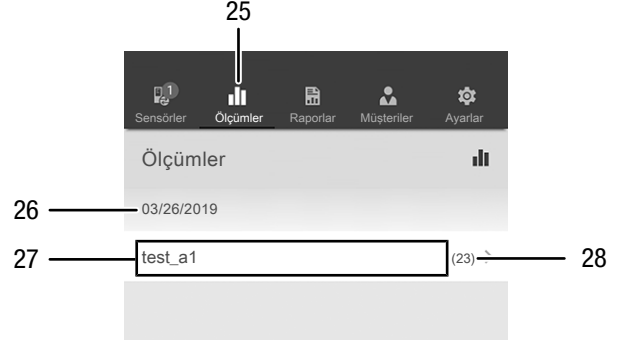 25
1
Sensörler Ölçümler Raporlar Müşteriler Ayarlar
Ölçümler
26 03/26/2019
27 test_a1 (23) 28